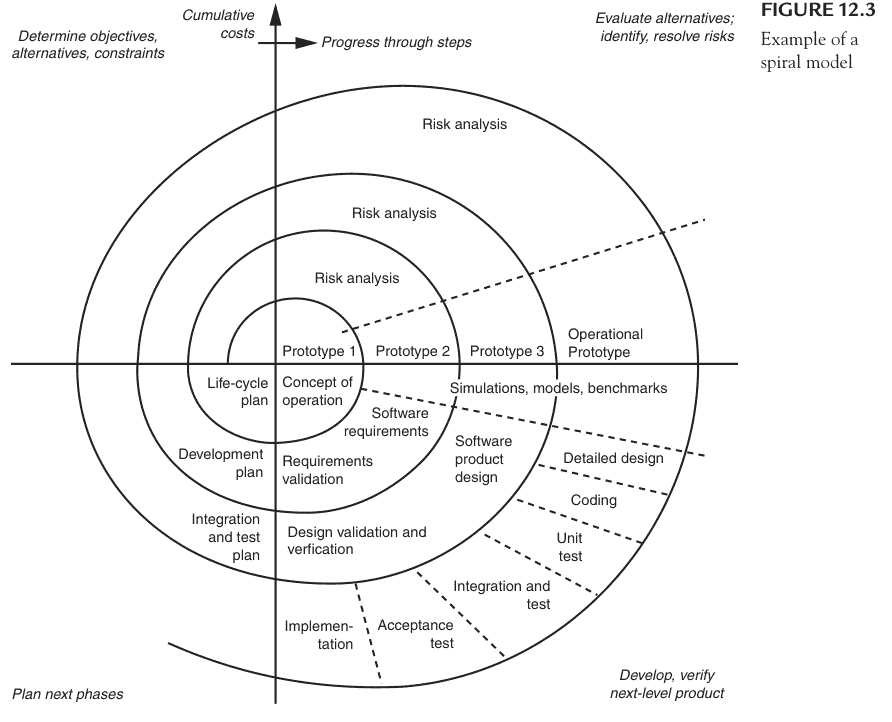 Cumulative
costs
Progress through steps
Determine objectives,
alternatives, constraints
Evaluate alternatives;
identify, resolve risks
FIGURE 12.3
Example of a
spiral model
Risk analysis
Risk analysis
Risk analysis
Prototype 1
Prototype 2
Prototype 3
Operational
Prototype
Life-cycle
plan
Concept of
operation
Simulations, models, benchmarks
Software
requirements
Development
plan
Requirements
validation
Software
product
design
Detailed design
Coding
Unit
test
Integration
and test
plan
Design validation and
verfication
Integration and
test
Acceptance
test
Implemen-
tation
Plan next phases
Develop, verify
next-level product